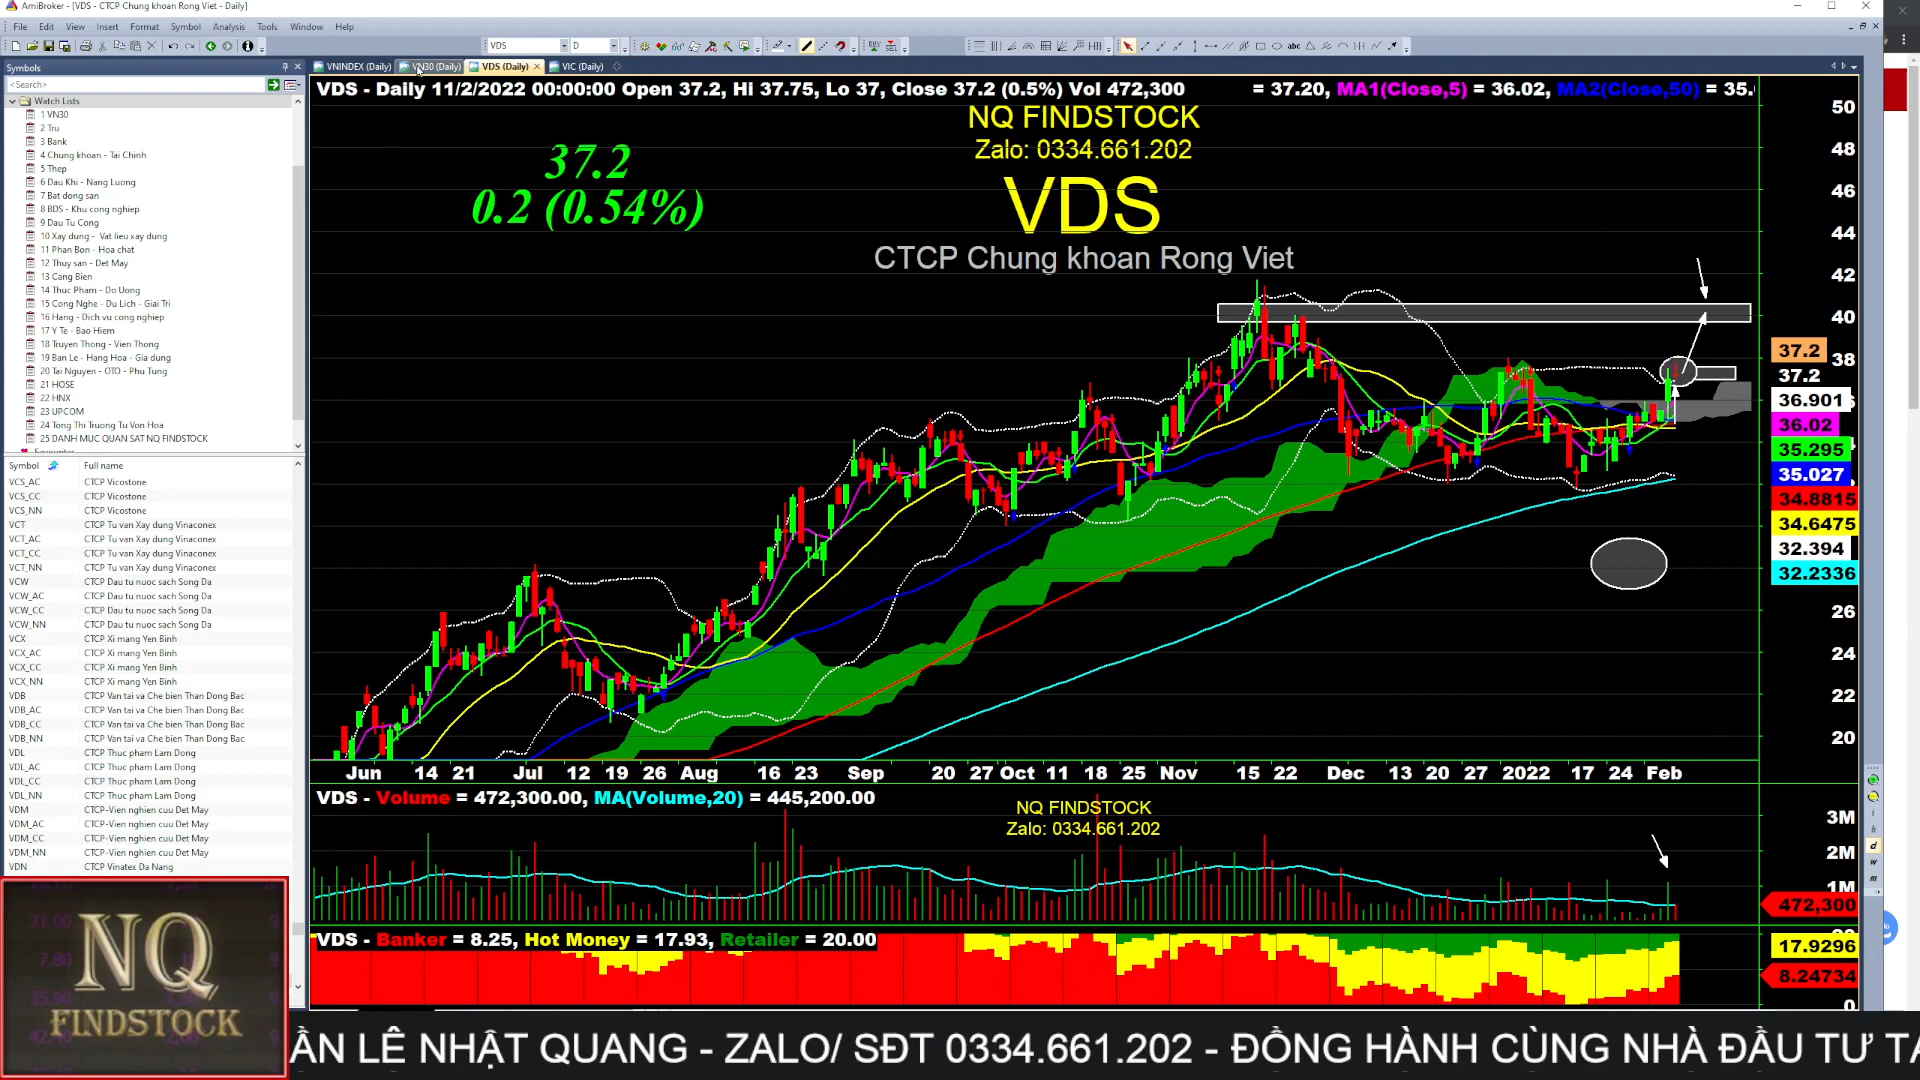 AmiBroker - [VDS - CTCP Chung khoan Rong Viet - Daily]
File Edit View Insert Format Symbol Analysis Tools Window Help
VDS D
Symbols
VNINDEX (Daily) VN30 (Daily) VDS (Daily) VIC (Daily)
<Search>
Watch Lists
1 VN30
2 Tru
3 Bank
4 Chung khoan - Tai Chinh
5 Thep
6 Dau Khi - Nang Luong
7 Bat dong san
8 BDS - Khu cong nghiep
9 Dau Tu Cong
10 Xay dung - Vat lieu xay dung
11 Phan Bon - Hoa chat
12 Thuy san - Det May
13 Cang Bien
14 Thuc Pham - Do Uong
15 Cong Nghe - Du Lich - Giai Tri
16 Hang - Dich vu cong nghiep
17 Y Te - Bao Hiem
18 Truyen Thong - Vien Thong
19 Ban Le - Hang Hoa - Gia dung
20 Tai Nguyen - OTO - Phu Tung
21 HOSE
22 HNX
23 UPCOM
24 Tong Thi Truong Tu Von Hoa
25 DANH MUC QUAN SAT NQ FINDSTOCK
Symbol Full name
VCS_AC CTCP Vicostone
VCS_CC CTCP Vicostone
VCS_NN CTCP Vicostone
VCT CTCP Tu van Xay dung Vinaconex
VCT_AC CTCP Tu van Xay dung Vinaconex
VCT_CC CTCP Tu van Xay dung Vinaconex
VCT_NN CTCP Tu van Xay dung Vinaconex
VCW CTCP Dau tu nuoc sach Song Da
VCW_AC CTCP Dau tu nuoc sach Song Da
VCW_CC CTCP Dau tu nuoc sach Song Da
VCW_NN CTCP Dau tu nuoc sach Song Da
VCX CTCP Xi mang Yen Binh
VCX_AC CTCP Xi mang Yen Binh
VCX_CC CTCP Xi mang Yen Binh
VCX_NN CTCP Xi mang Yen Binh
VDB CTCP Van tai va Che bien Than Dong Bac
VDB_AC CTCP Van tai va Che bien Than Dong Bac
VDB_CC CTCP Van tai va Che bien Than Dong Bac
VDB_NN CTCP Van tai va Che bien Than Dong Bac
VDL CTCP Thuc pham Lam Dong
VDL_AC CTCP Thuc pham Lam Dong
VDL_CC CTCP Thuc pham Lam Dong
VDL_NN CTCP Thuc pham Lam Dong
VDM CTCP-Vien nghien cuu Det May
VDM_AC CTCP-Vien nghien cuu Det May
VDM_CC CTCP-Vien nghien cuu Det May
VDM_NN CTCP-Vien nghien cuu Det May
VDN CTCP Vinatex Da Nang
VDS - Daily 11/2/2022 00:00:00 Open 37.2, Hi 37.75, Lo 37, Close 37.2 (0.5%) Vol 472,300 = 37.20, MA1(Close,5) = 36.02, MA2(Close,50) = 35.
NQ FINDSTOCK
Zalo: 0334.661.202
VDS
CTCP Chung khoan Rong Viet
37.2
0.2 (0.54%)
50
48
46
44
42
40
38
37.2
37.2
36.901
36.02
35.295
35.027
34.8815
34.6475
32.394
32.2336
26
24
22
20
Jun 14 21 Jul 12 19 26 Aug 16 23 Sep 20 27 Oct 11 18 25 Nov 15 22 Dec 13 20 27 2022 17 24 Feb
VDS - Volume = 472,300.00, MA(Volume,20) = 445,200.00
NQ FINDSTOCK
Zalo: 0334.661.202
3M
2M
1M
472,300
VDS - Banker = 8.25, Hot Money = 17.93, Retailer = 20.00
17.9296
8.24734
0
NQ
FINDSTOCK
ẦN LÊ NHẬT QUANG - ZALO/ SĐT 0334.661.202 - ĐỒNG HÀNH CÙNG NHÀ ĐẦU TƯ TẠ